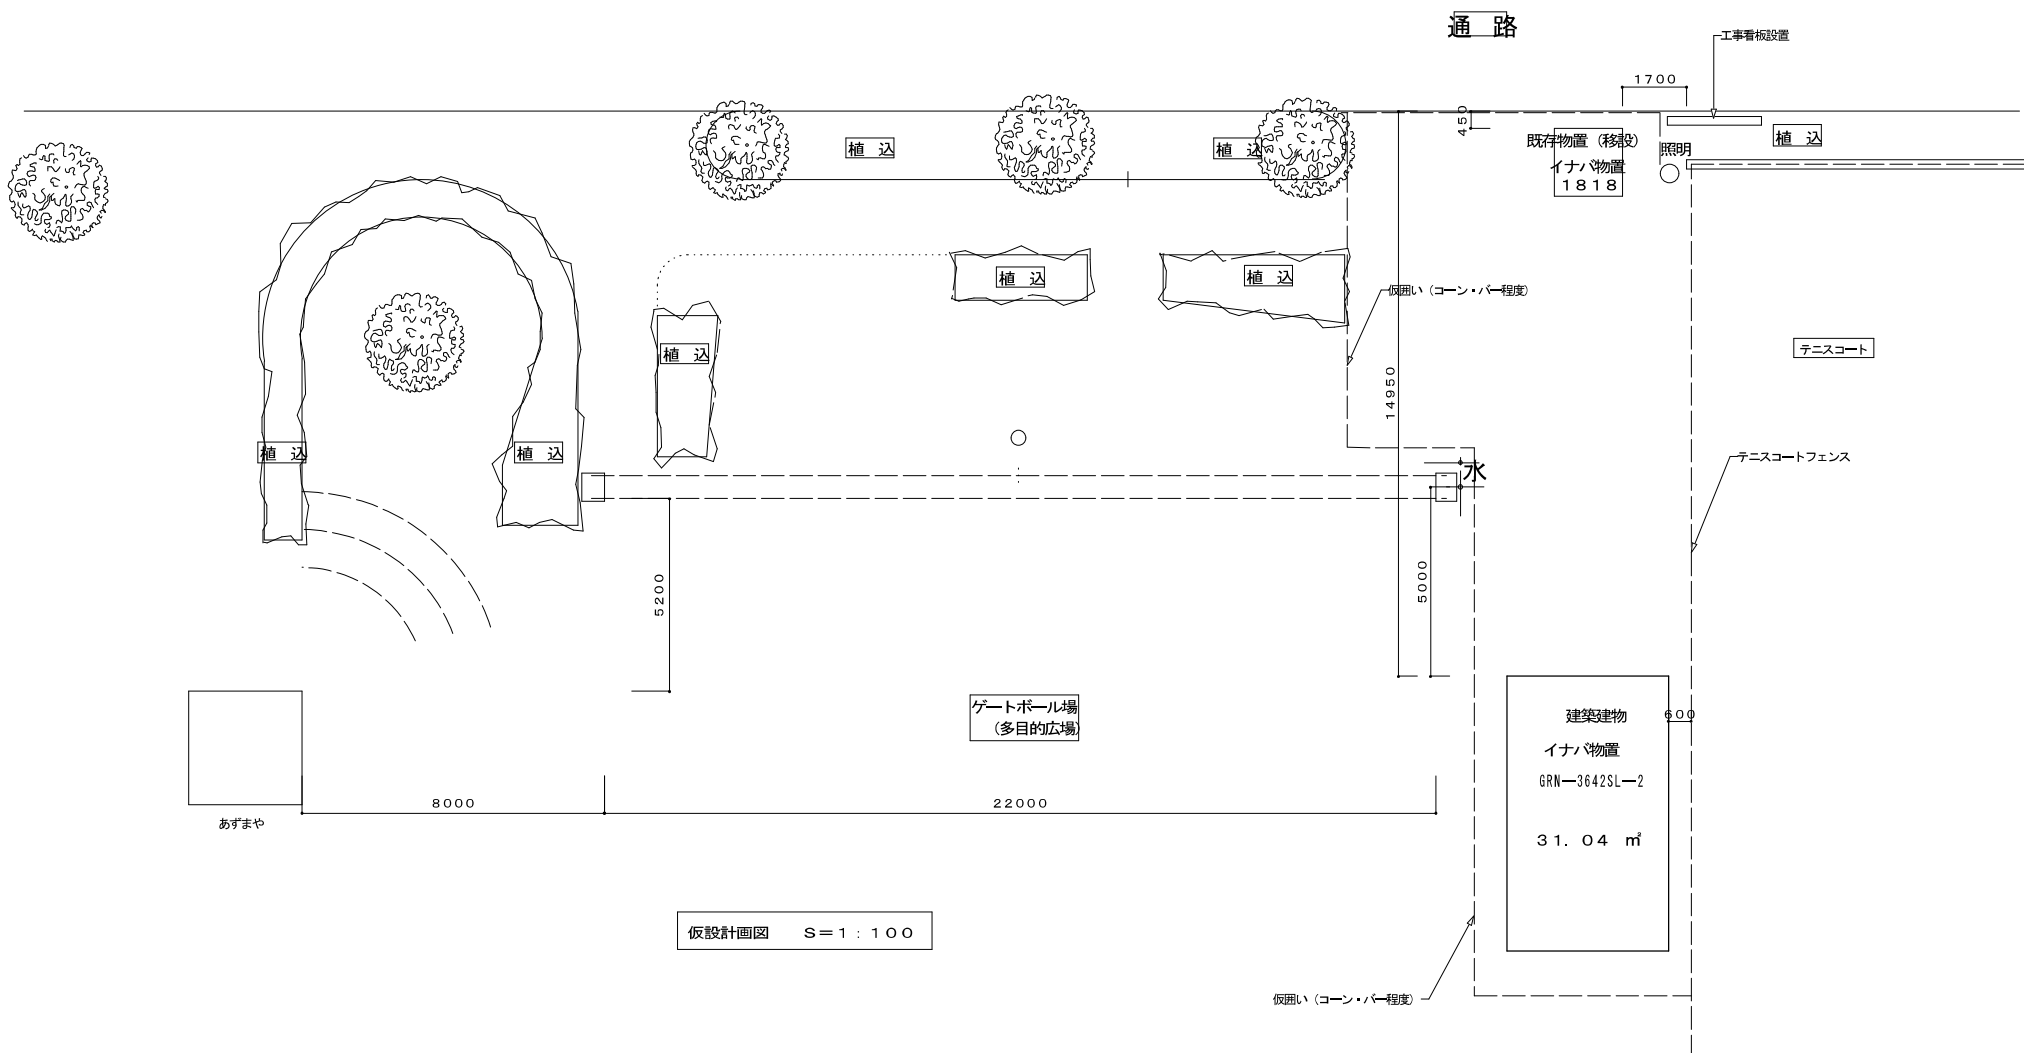 通 路
工事看板設置
1700
450
植 込
植 込
既存物置 (移設)
イナバ物置
1818
照明
植 込
植 込
植 込
仮囲い (コーン・バー程度)
植 込
テニスコート
14950
植 込
植 込
水
テニスコートフェンス
5200
5000
ゲートボール場
(多目的広場)
建築建物
600
イナバ物置
GRN―3642SL―2
31.04 ㎡
8000
22000
あずまや
仮設計画図 S=1:100
仮囲い (コーン・バー程度)